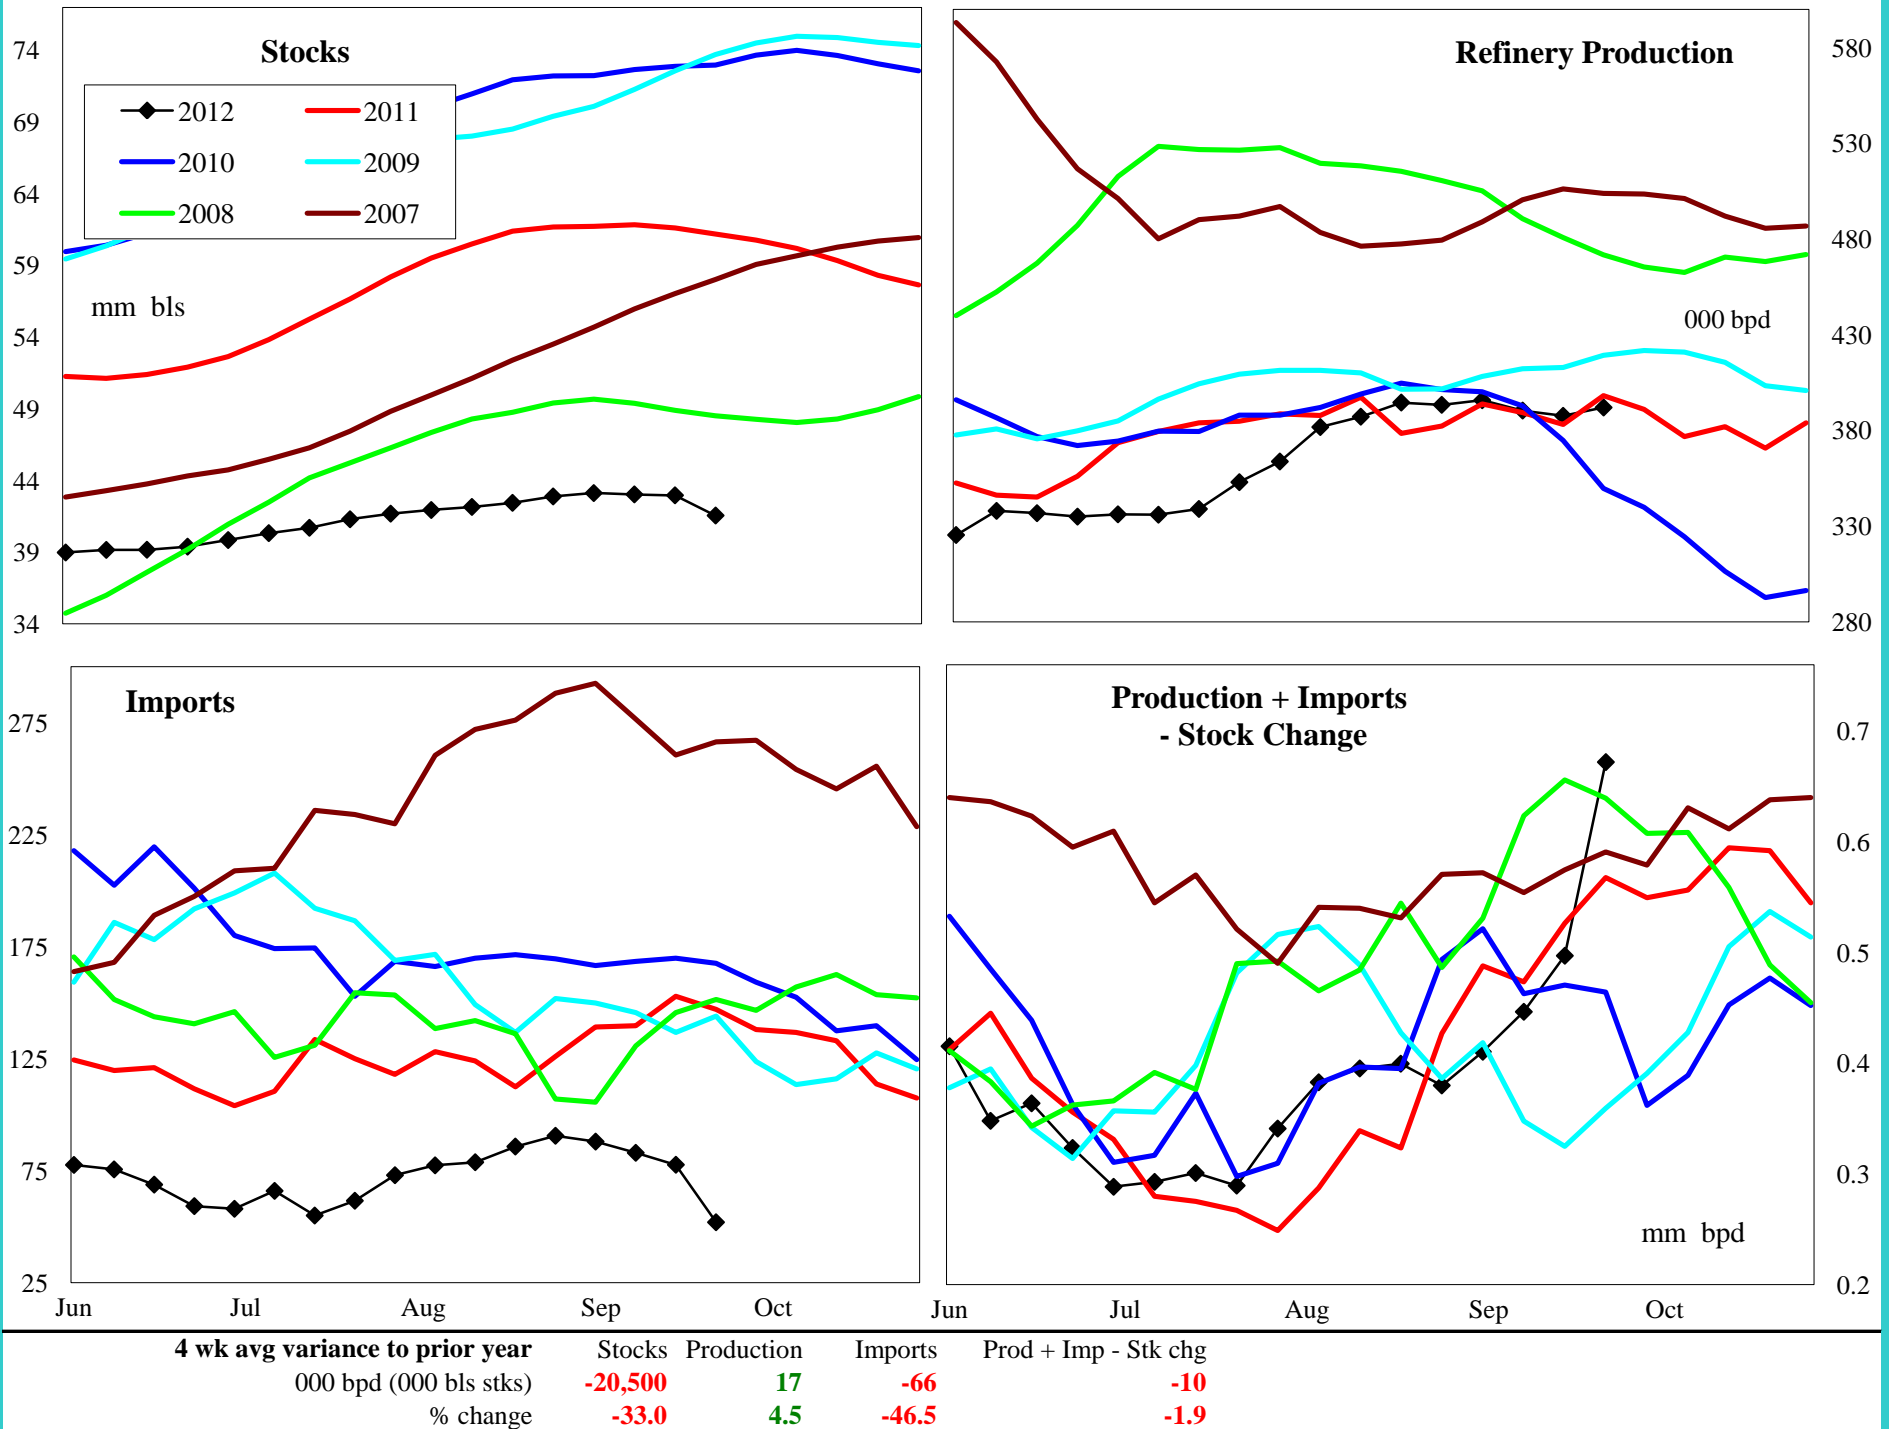 Stocks
74
69
64
59
54
49
44
39
34
2012
2011
2010
2009
2008
2007
mm bls
Refinery Production
580
530
480
430
380
330
280
000 bpd
Imports
275
225
175
125
75
25
Jun Jul Aug Sep Oct
Production + Imports
- Stock Change
0.7
0.6
0.5
0.4
0.3
0.2
mm bpd
Jun Jul Aug Sep Oct
4 wk avg variance to prior year Stocks Production Imports Prod + Imp - Stk chg
000 bpd (000 bls stks) -20,500 17 -66 -10
% change -33.0 4.5 -46.5 -1.9